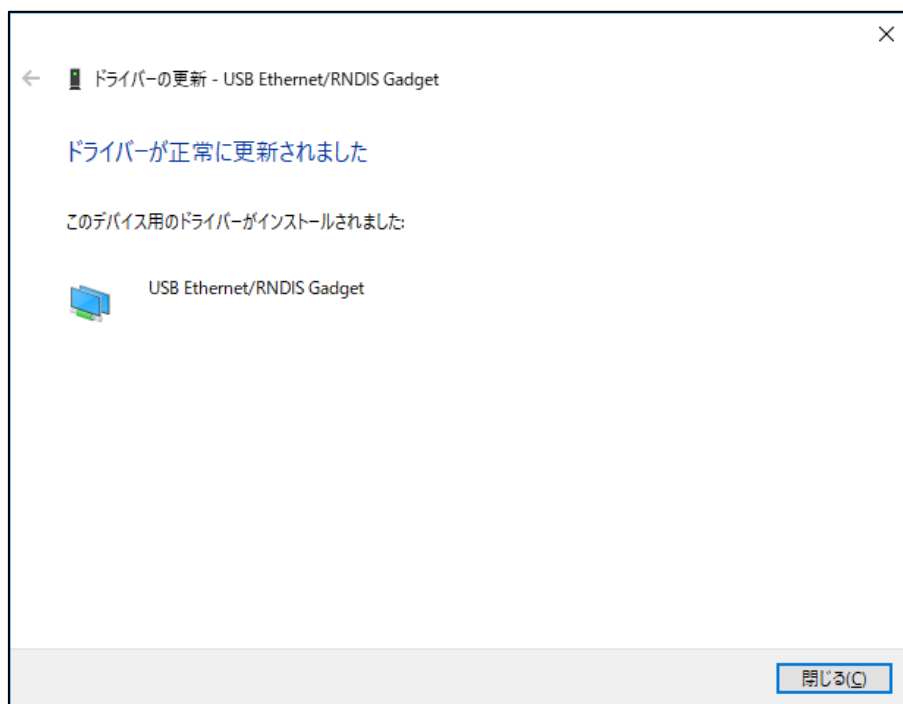 ドライバーの更新 - USB Ethernet/RNDIS Gadget
ドライバーが正常に更新されました
このデバイス用のドライバーがインストールされました:
USB Ethernet/RNDIS Gadget
閉じる(C)